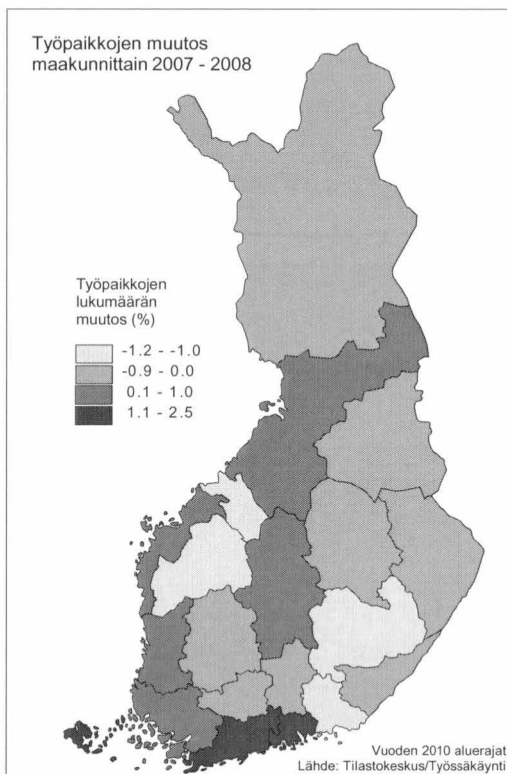 Työpaikkojen muutos
maakunnittain 2007 - 2008
Työpaikkojen
lukumäärän
muutos (%)
-1.2 - -1.0
-0.9 - 0.0
0.1 - 1.0
1.1 - 2.5
Vuoden 2010 aluerajat
Lähde: Tilastokeskus/Työssäkäynti